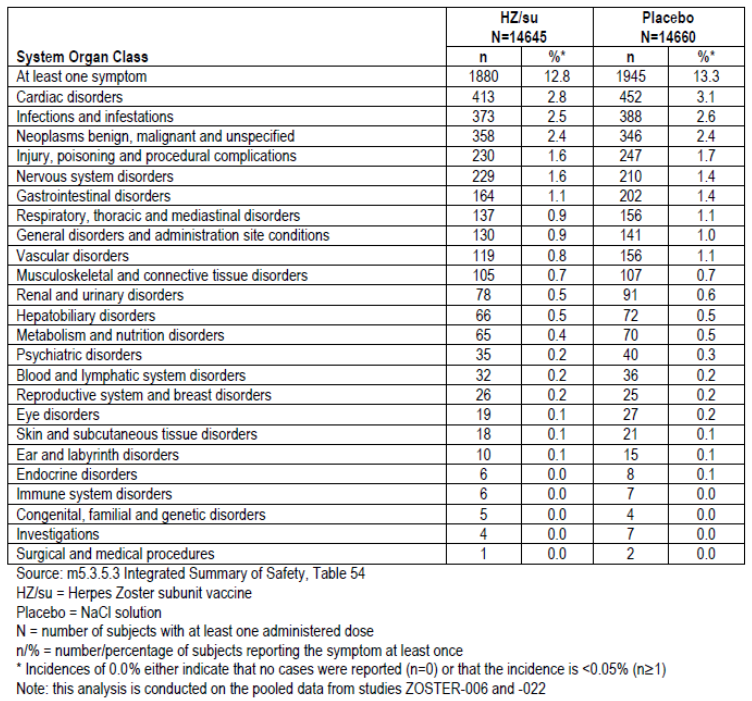 HZ/su Placebo
N=14645 N=14660
System Organ Class n %* n %*
At least one symptom 1880 12.8 1945 13.3
Cardiac disorders 413 2.8 452 3.1
Infections and infestations 373 2.5 388 2.6
Neoplasms benign, malignant and unspecified 358 2.4 346 2.4
Injury, poisoning and procedural complications 230 1.6 247 1.7
Nervous system disorders 229 1.6 210 1.4
Gastrointestinal disorders 164 1.1 202 1.4
Respiratory, thoracic and mediastinal disorders 137 0.9 156 1.1
General disorders and administration site conditions 130 0.9 141 1.0
Vascular disorders 119 0.8 156 1.1
Musculoskeletal and connective tissue disorders 105 0.7 107 0.7
Renal and urinary disorders 78 0.5 91 0.6
Hepatobiliary disorders 66 0.5 72 0.5
Metabolism and nutrition disorders 65 0.4 70 0.5
Psychiatric disorders 35 0.2 40 0.3
Blood and lymphatic system disorders 32 0.2 36 0.2
Reproductive system and breast disorders 26 0.2 25 0.2
Eye disorders 19 0.1 27 0.2
Skin and subcutaneous tissue disorders 18 0.1 21 0.1
Ear and labyrinth disorders 10 0.1 15 0.1
Endocrine disorders 6 0.0 8 0.1
Immune system disorders 6 0.0 7 0.0
Congenital, familial and genetic disorders 5 0.0 4 0.0
Investigations 4 0.0 7 0.0
Surgical and medical procedures 1 0.0 2 0.0
Source: m5.3.5.3 Integrated Summary of Safety, Table 54
HZ/su = Herpes Zoster subunit vaccine
Placebo = NaCl solution
N = number of subjects with at least one administered dose
n/% = number/percentage of subjects reporting the symptom at least once
* Incidences of 0.0% either indicate that no cases were reported (n=0) or that the incidence is <0.05% (n≥1)
Note: this analysis is conducted on the pooled data from studies ZOSTER-006 and -022